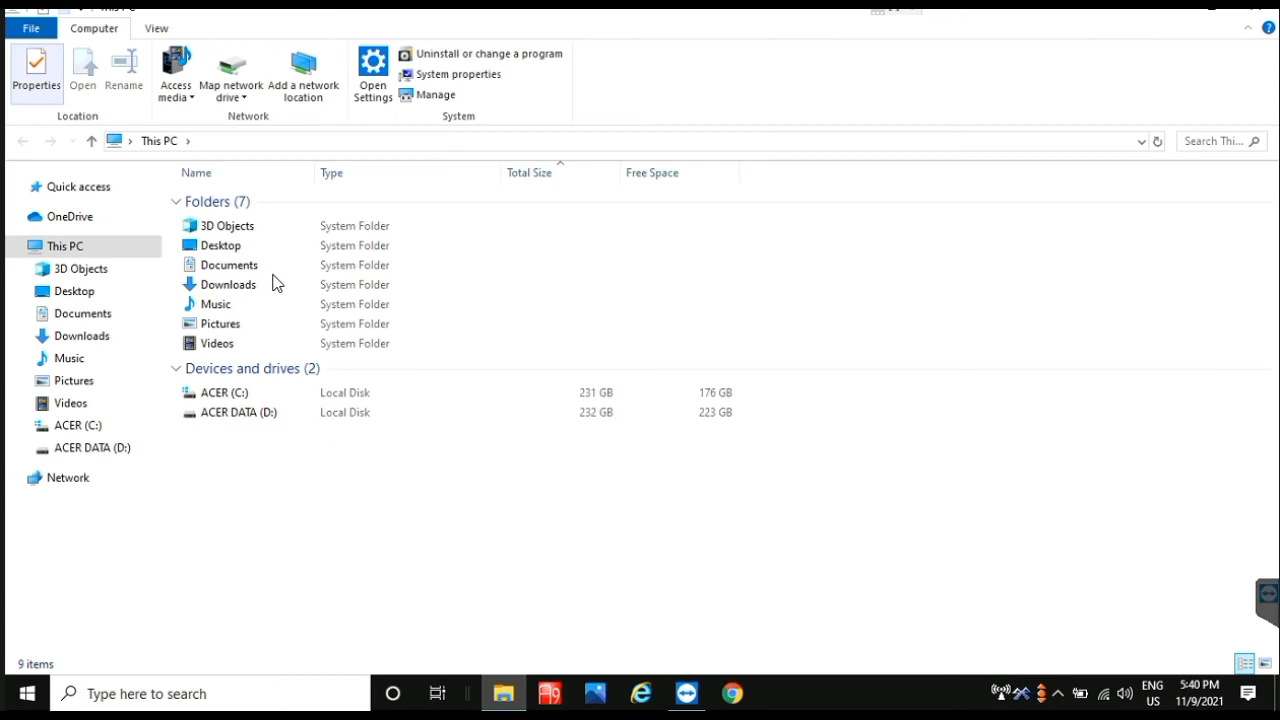 File Computer View
Properties Open Rename Access media Map network drive Add a network location Open Settings Uninstall or change a program
System properties
Manage
Location Network System
This PC Search Thi...
Name Type Total Size Free Space
Quick access
OneDrive
This PC
3D Objects
Desktop
Documents
Downloads
Music
Pictures
Videos
ACER (C:)
ACER DATA (D:)
Network
Folders (7)
3D Objects System Folder
Desktop System Folder
Documents System Folder
Downloads System Folder
Music System Folder
Pictures System Folder
Videos System Folder
Devices and drives (2)
ACER (C:) Local Disk 231 GB 176 GB
ACER DATA (D:) Local Disk 232 GB 223 GB
9 items
Type here to search
ENG
US
5:40 PM
11/9/2021